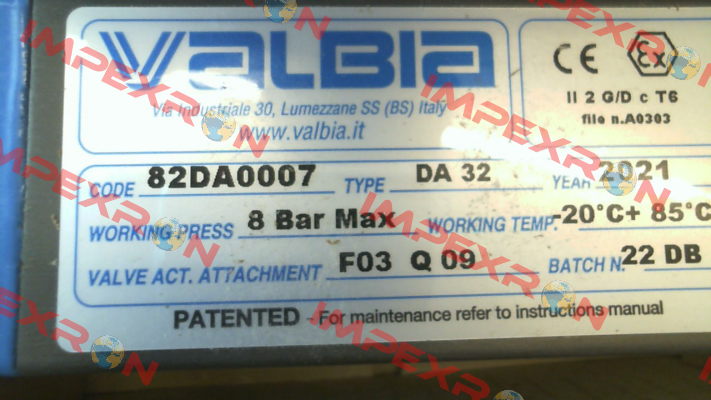 VALBIA
Via Industriale 30, Lumezzane SS (BS) Italy
www.valbia.it
CE Ex
II 2 G/D c T6
file n.A0303
CODE 82DA0007 TYPE DA 32 YEAR 2021
WORKING PRESS 8 Bar Max WORKING TEMP. -20°C+ 85°C
VALVE ACT. ATTACHMENT F03 Q 09 BATCH N. 22 DB
PATENTED - For maintenance refer to instructions manual
IMPEXRON